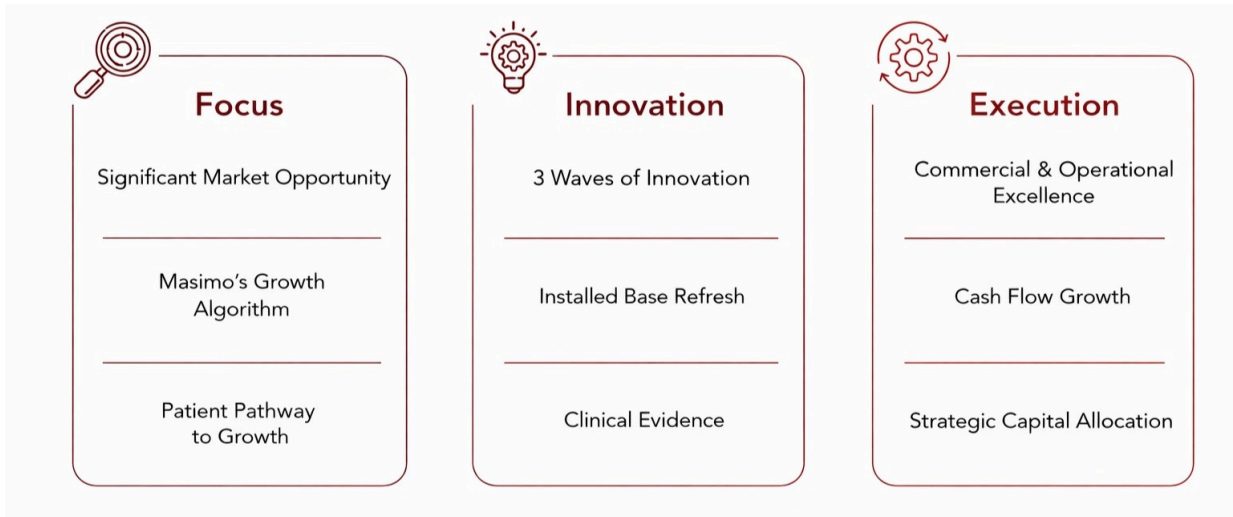 Focus
Significant Market Opportunity
Masimo’s Growth
Algorithm
Patient Pathway
to Growth
Innovation
3 Waves of Innovation
Installed Base Refresh
Clinical Evidence
Execution
Commercial & Operational
Excellence
Cash Flow Growth
Strategic Capital Allocation